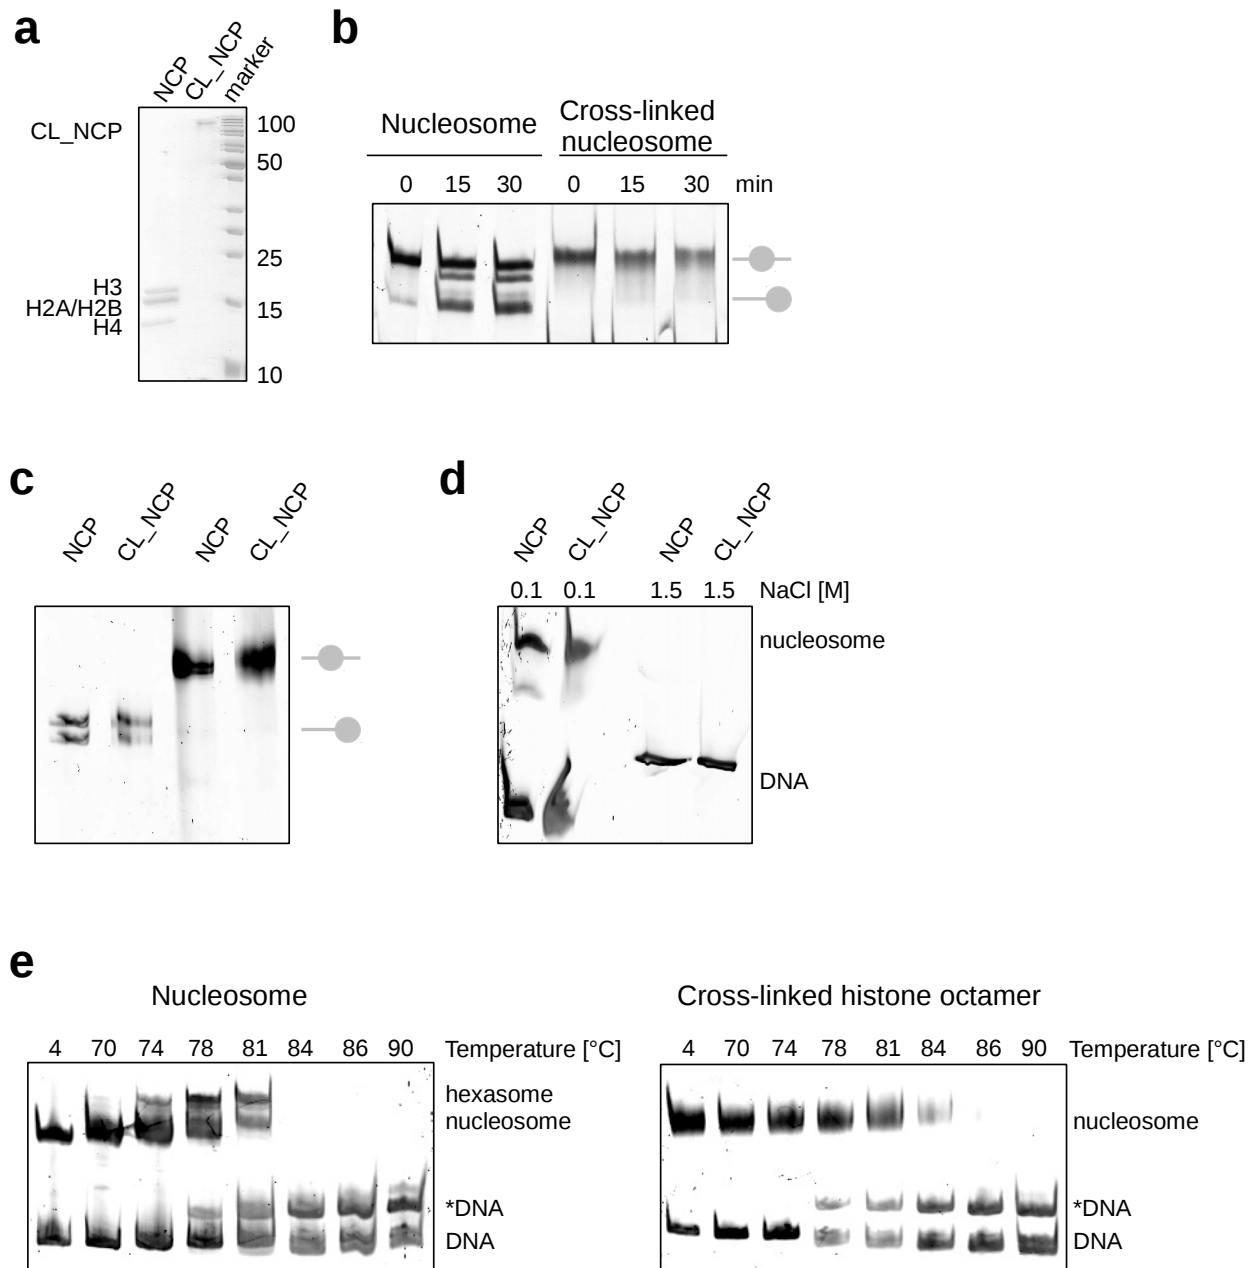 a
NCP CL_NCP marker
CL_NCP
100
50
25
H3
15
H2A/H2B
H4
10
b
Nucleosome
Cross-linked
nucleosome
0 15 30 0 15 30 min
c
NCP CL_NCP NCP CL_NCP
d
NCP CL_NCP NCP CL_NCP
0.1 0.1 1.5 1.5 NaCl [M]
nucleosome
DNA
e
Nucleosome
4 70 74 78 81 84 86 90 Temperature [°C]
hexasome
nucleosome
*DNA
DNA
Cross-linked histone octamer
4 70 74 78 81 84 86 90 Temperature [°C]
nucleosome
*DNA
DNA